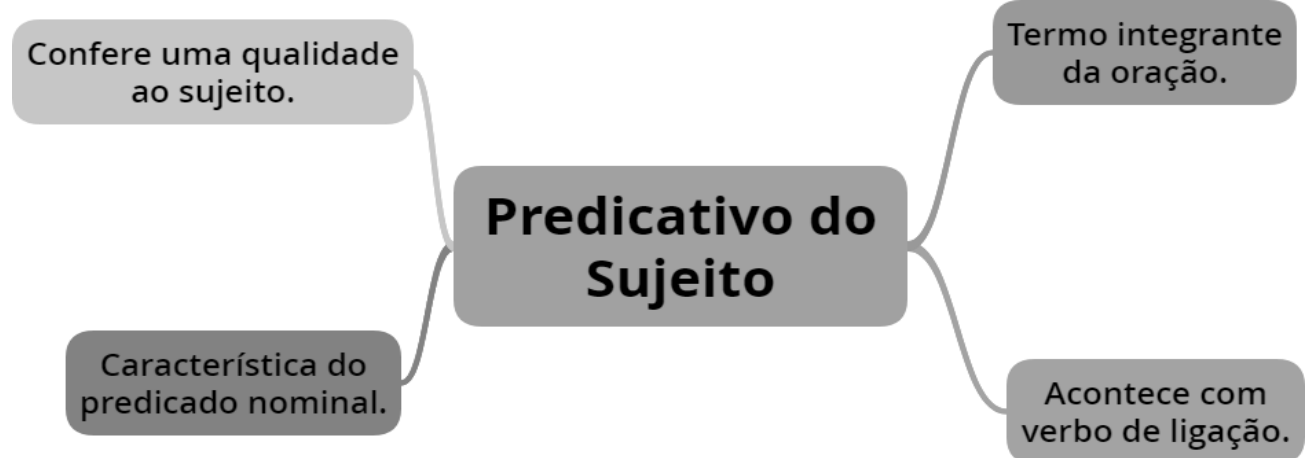 Confere uma qualidade
ao sujeito.
Termo integrante
da oração.
Predicativo do
Sujeito
Característica do
predicado nominal.
Acontece com
verbo de ligação.